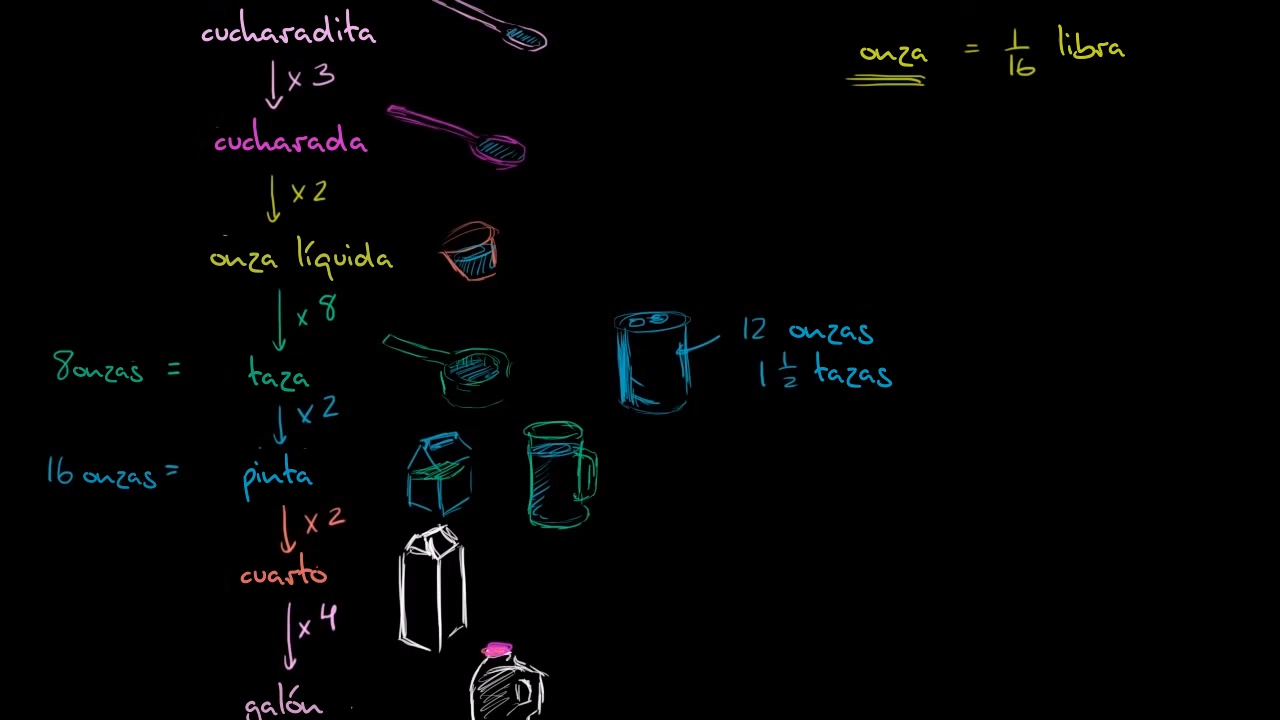 cucharadita
x 3
cucharada
x 2
onza líquida
x 8
8 onzas = taza
x 2
16 onzas = pinta
x 2
cuarto
x 4
galón
onza = 1/16 libra
12 onzas
1 1/2 tazas